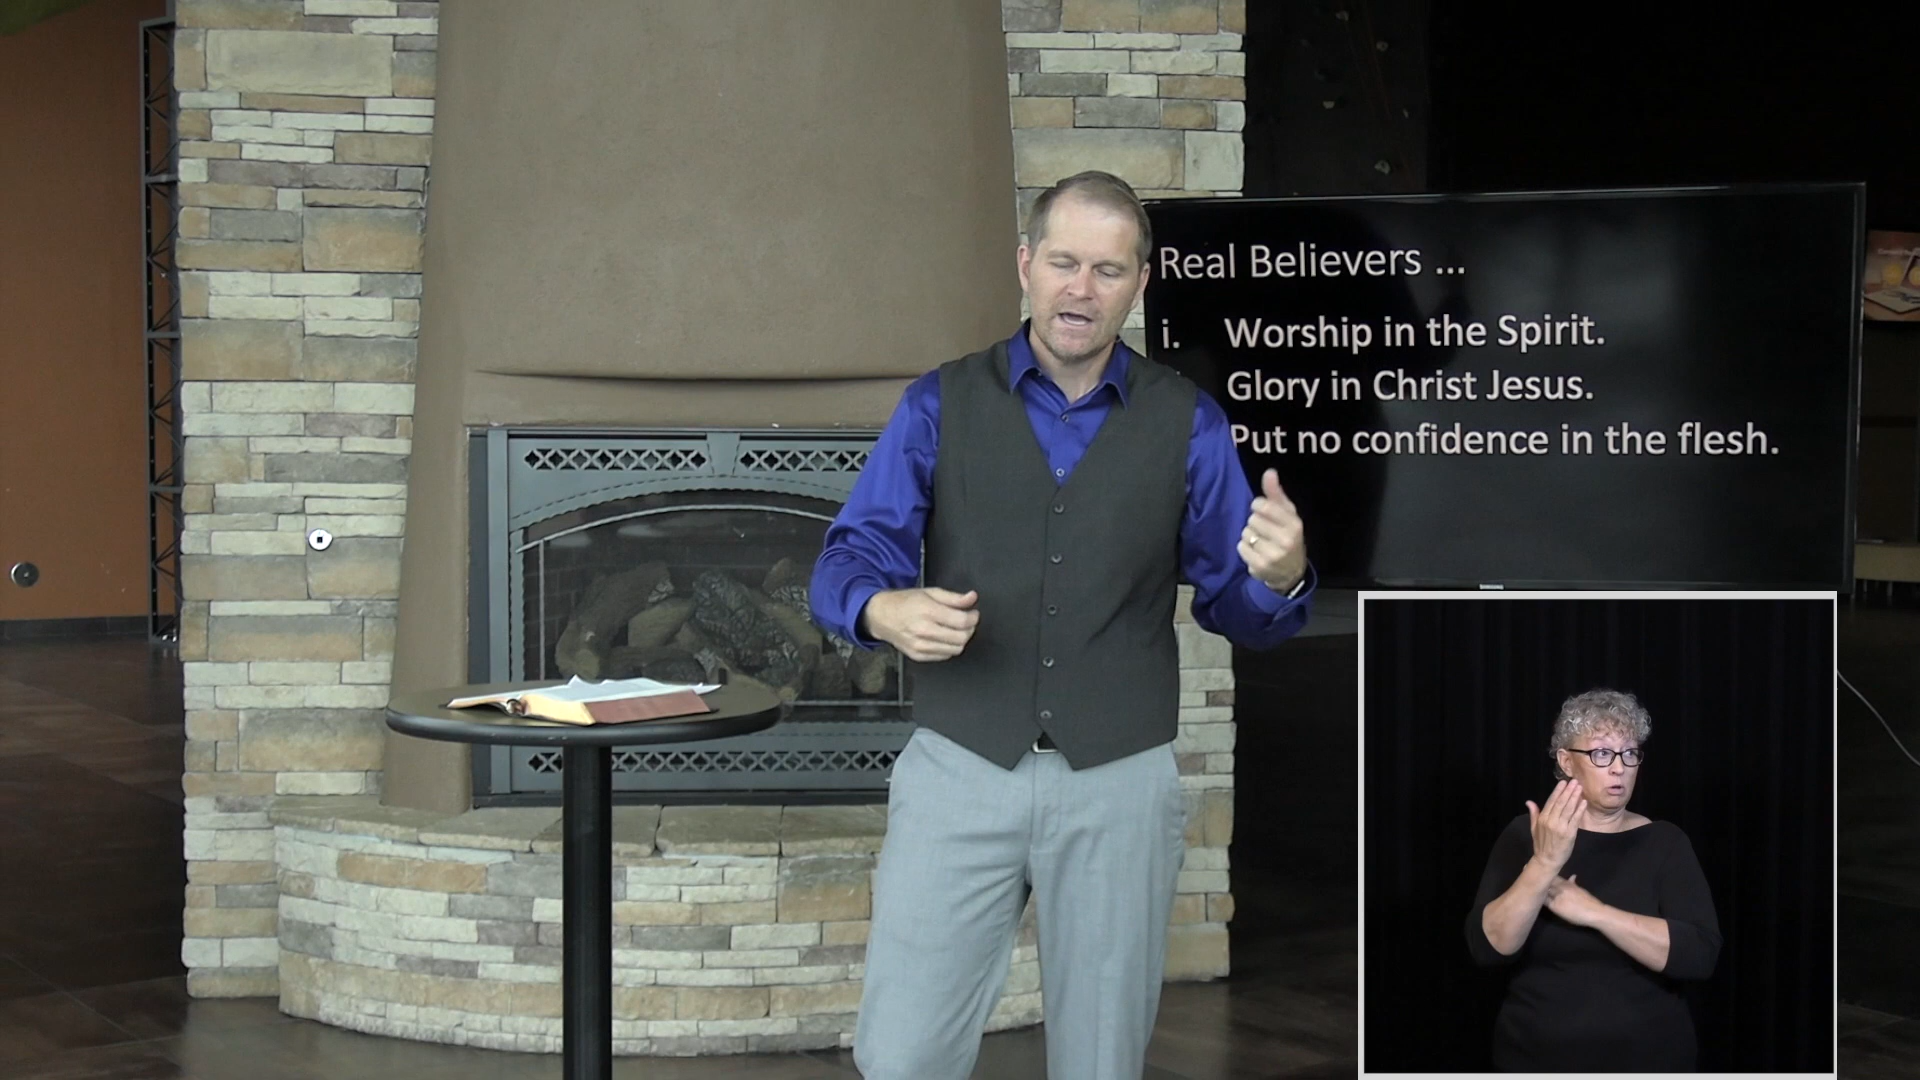 Real Believers ...
i. Worship in the Spirit.
Glory in Christ Jesus.
Put no confidence in the flesh.